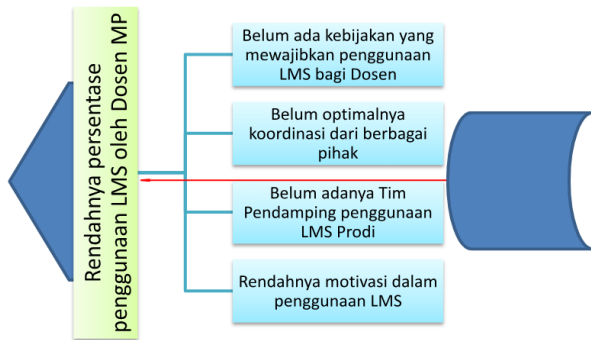 Rendahnya persentase
penggunaan LMS oleh Dosen MP
Belum ada kebijakan yang
mewajibkan penggunaan
LMS bagi Dosen
Belum optimalnya
koordinasi dari berbagai
pihak
Belum adanya Tim
Pendamping penggunaan
LMS Prodi
Rendahnya motivasi dalam
penggunaan LMS